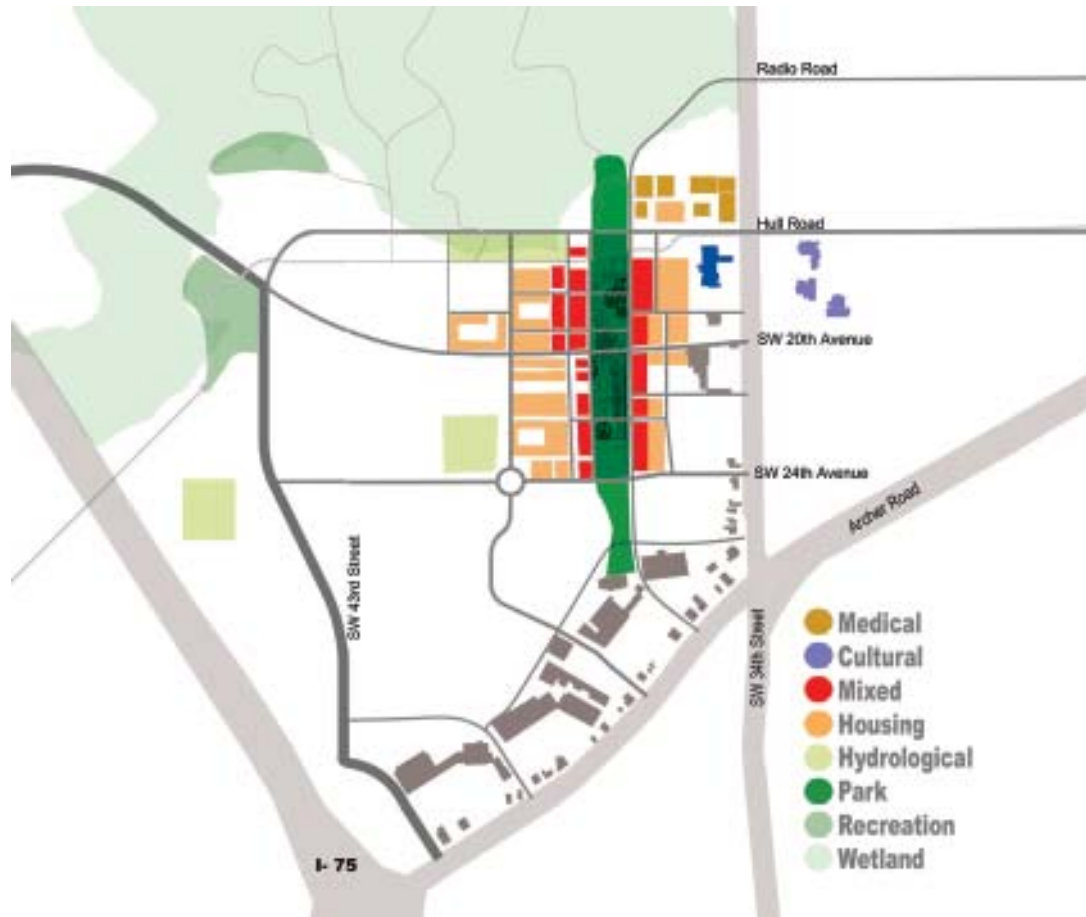 Radio Road
Hull Road
SW 20th Avenue
SW 24th Avenue
Archer Road
SW 43rd Street
SW 34th Street
I- 75
Medical
Cultural
Mixed
Housing
Hydrological
Park
Recreation
Wetland